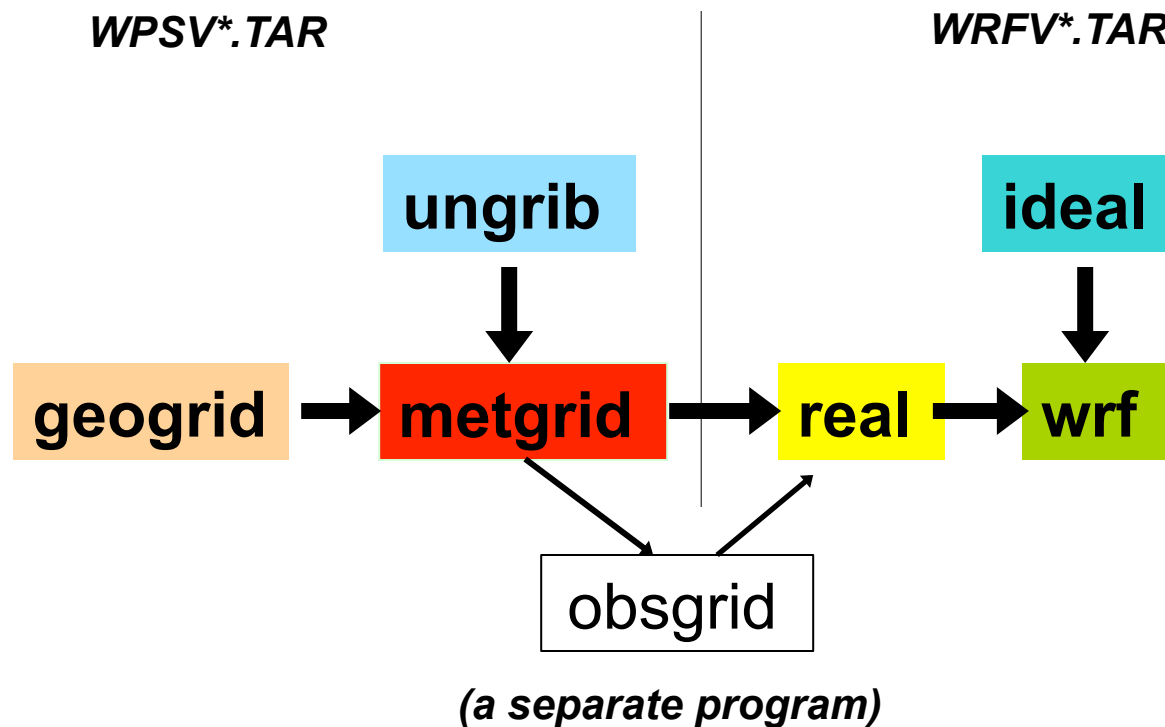 WPSV*.TAR
WRFV*.TAR
ungrib
ideal
geogrid
metgrid
real
wrf
obsgrid
(a separate program)